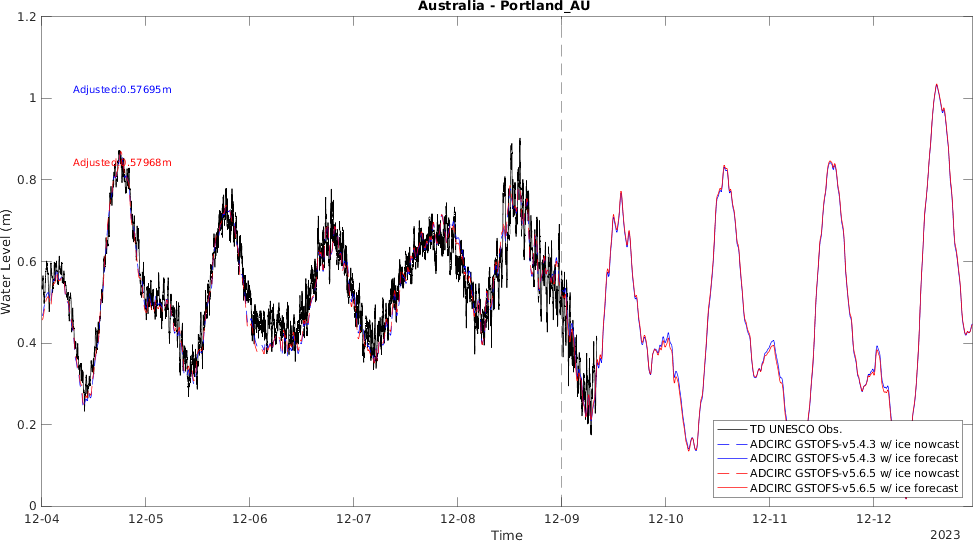 Australia - Portland_AU
1.2
Adjusted:0.57695m
1
Adjusted:0.57968m
0.8
0.6
Water Level (m)
0.4
0.2
0
TD UNESCO Obs.
ADCIRC GSTOFS-v5.4.3 w/ ice nowcast
ADCIRC GSTOFS-v5.4.3 w/ ice forecast
ADCIRC GSTOFS-v5.6.5 w/ ice nowcast
ADCIRC GSTOFS-v5.6.5 w/ ice forecast
12-04 12-05 12-06 12-07 12-08 12-09 12-10 12-11 12-12
Time
2023